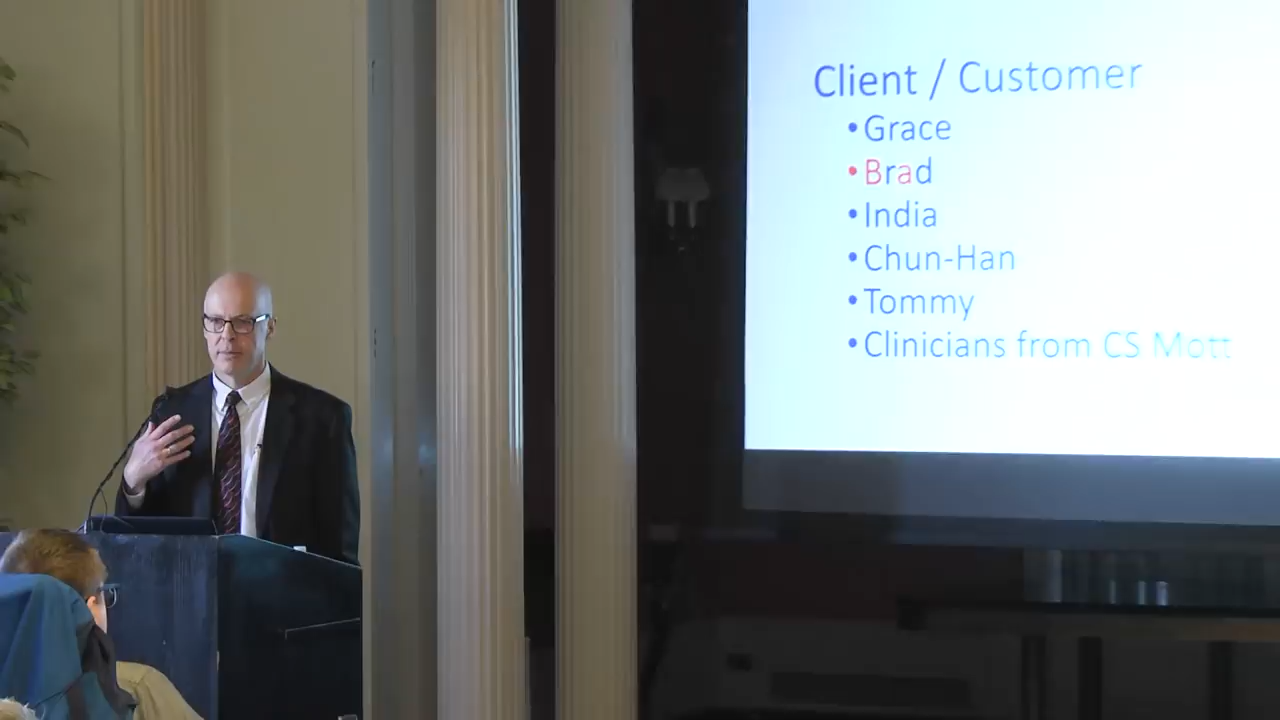 Client / Customer
•Grace
•Brad
•India
•Chun-Han
•Tommy
•Clinicians from CS Mott